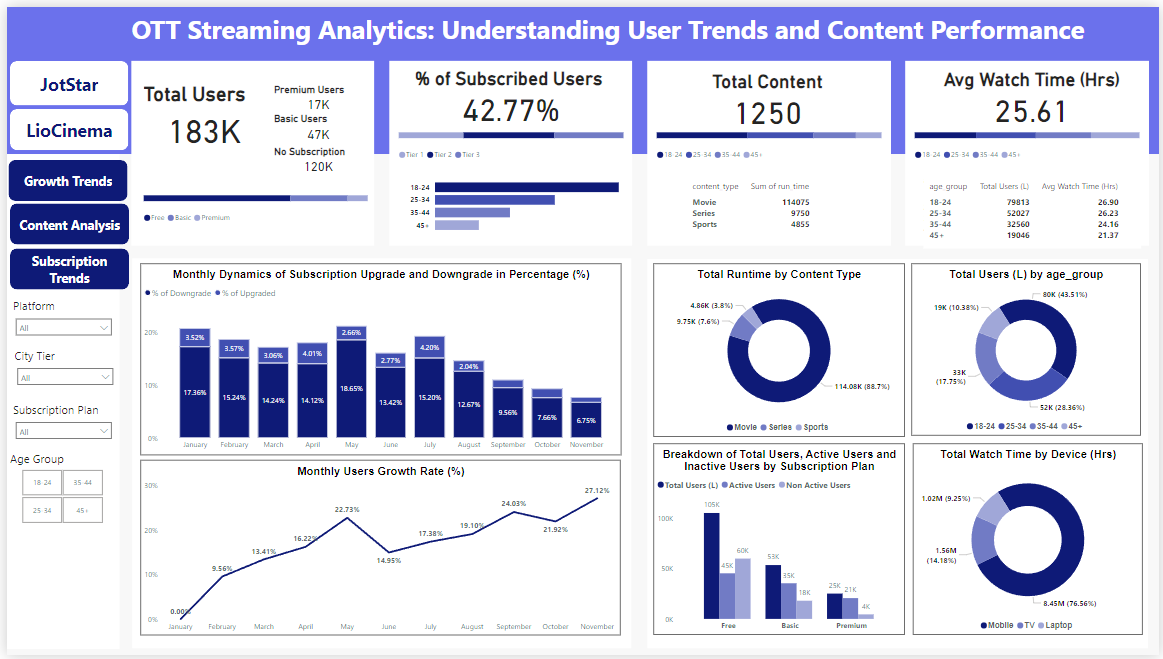 OTT Streaming Analytics: Understanding User Trends and Content Performance
JotStar
LioCinema
Growth Trends
Content Analysis
Subscription
Trends
Platform
All
City Tier
All
Subscription Plan
All
Age Group
18-24
35-44
25-34
45+
Total Users
183K
Premium Users
17K
Basic Users
47K
No Subscription
120K
Free Basic Premium
% of Subscribed Users
42.77%
Tier 1 Tier 2 Tier 3
18-24
25-34
35-44
45+
Total Content
1250
18-24 25-34 35-44 45+
content type Sum of run time
Movie 114075
Series 9750
Sports 4855
Avg Watch Time (Hrs)
25.61
18-24 25-34 35-44 45+
age_group Total Users (L) Avg Watch Time (Hrs)
18-24 79813 26.90
25-34 52027 26.23
35-44 32560 24.16
45+ 19046 21.37
Monthly Dynamics of Subscription Upgrade and Downgrade in Percentage (%)
% of Downgrade % of Upgraded
20%
10%
0%
3.52% 3.57% 3.06% 4.01% 2.66% 2.77% 4.20% 2.04%
17.36% 15.24% 14.24% 14.12% 18.65% 13.42% 15.20% 12.67% 9.56% 7.66% 6.75%
January February March April May June July August September October November
Monthly Users Growth Rate (%)
30%
20%
10%
0%
0.00% 9.56% 13.41% 16.22% 22.73% 14.95% 17.38% 19.10% 24.03% 21.92% 27.12%
January February March April May June July August September October November
Total Runtime by Content Type
4.86K (3.8%)
9.75K (7.6%)
114.08K (88.7%)
Movie Series Sports
Total Users (L) by age_group
80K (43.51%)
19K (10.38%)
33K
(17.75%)
52K (28.36%)
18-24 25-34 35-44 45+
Breakdown of Total Users, Active Users and
Inactive Users by Subscription Plan
Total Users (L) Active Users Non Active Users
100K
50K
0K
105K 45K 60K
53K 35K 18K
25K 21K 4K
Free Basic Premium
Total Watch Time by Device (Hrs)
1.02M (9.25%)
1.56M
(14.18%)
8.45M (76.56%)
Mobile TV Laptop